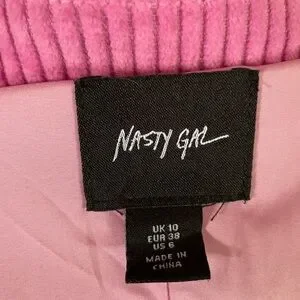 NASTY GAL
UK 10
EUR 38
US 6
MADE IN
CHINA